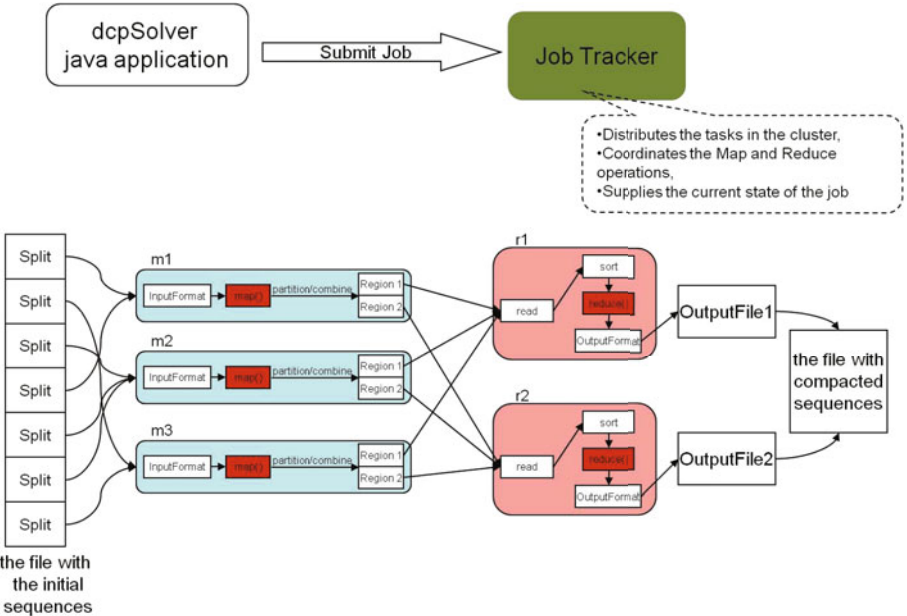 dcpSolver
java application
Submit Job
Job Tracker
•Distributes the tasks in the cluster,
•Coordinates the Map and Reduce
operations,
•Supplies the current state of the job
Split
Split
Split
Split
Split
Split
Split
the file with
the initial
sequences
m1
InputFormat
map()
partition/combine
Region 1
Region 2
m2
InputFormat
map()
partition/combine
Region 1
Region 2
m3
InputFormat
map()
partition/combine
Region 1
Region 2
r1
read
sort
reduce()
OutputFormat
r2
read
sort
reduce()
OutputFormat
OutputFile1
OutputFile2
the file with
compacted
sequences